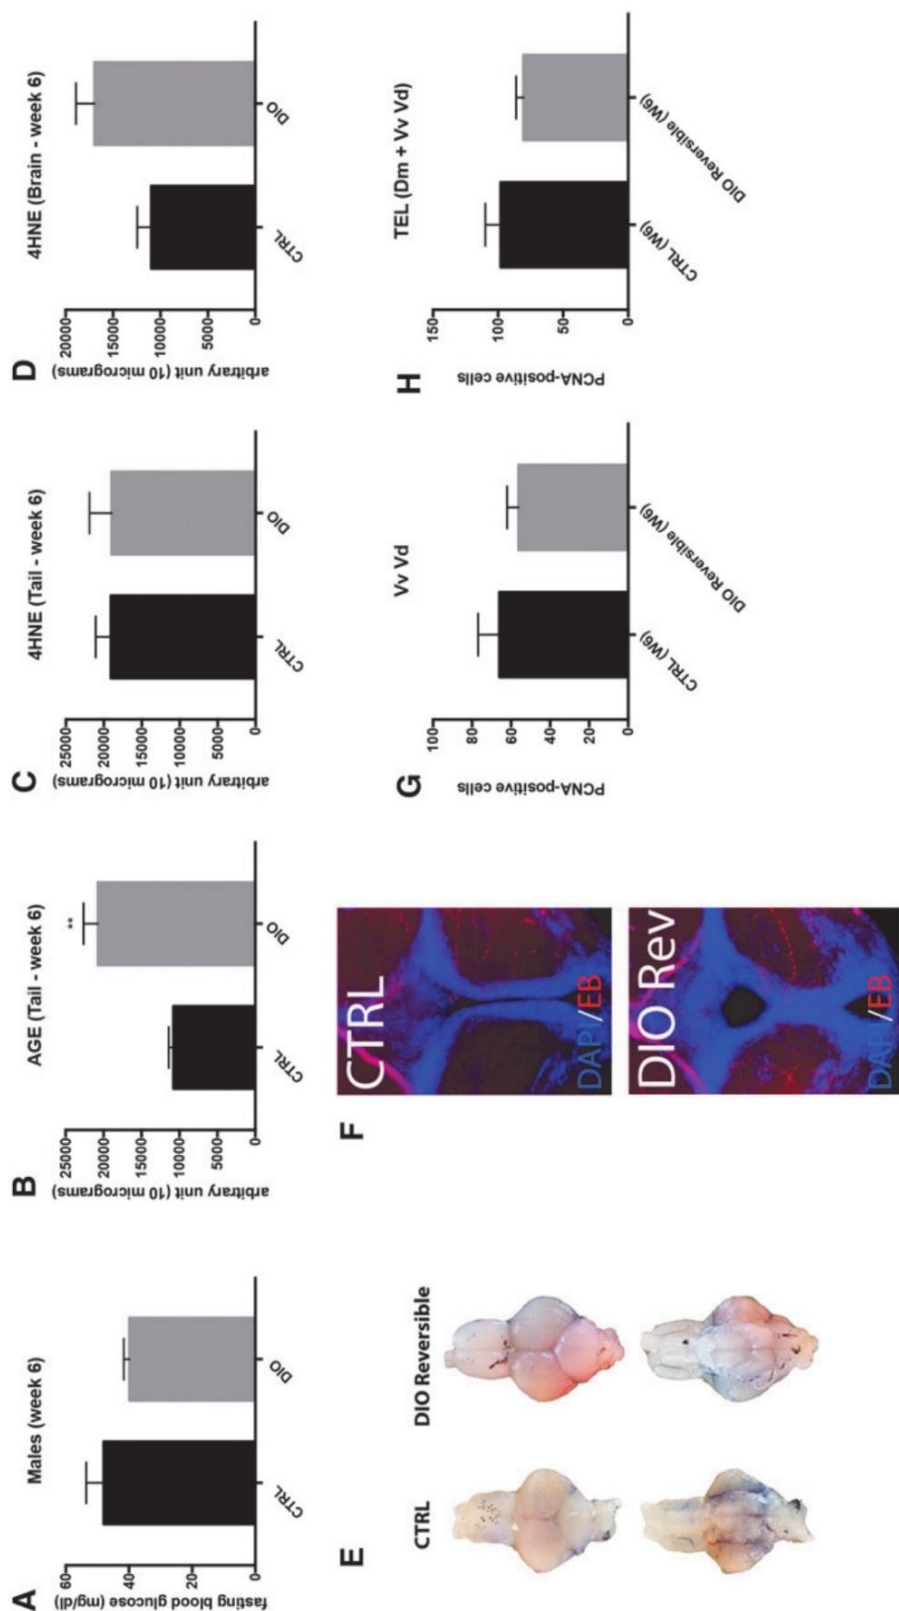 A
Males (week 6)
fasting blood glucose (mg/dl)
60
40
20
0
CTRL
DIO
B
AGE (Tail - week 6)
arbitrary unit (10 micrograms)
25000
20000
15000
10000
5000
0
**
CTRL
DIO
C
4HNE (Tail - week 6)
arbitrary unit (10 micrograms)
25000
20000
15000
10000
5000
0
CTRL
DIO
D
4HNE (Brain - week 6)
arbitrary unit (10 micrograms)
20000
15000
10000
5000
0
CTRL
DIO
E
CTRL
DIO Reversible
F
CTRL
DAPI/EB
DIO Rev
DAPI/EB
G
Vv Vd
PCNA-positive cells
100
80
60
40
20
0
CTRL (W6)
DIO Reversible (W6)
H
TEL (Dm + Vv Vd)
PCNA-positive cells
150
100
50
0
CTRL (W6)
DIO Reversible (W6)